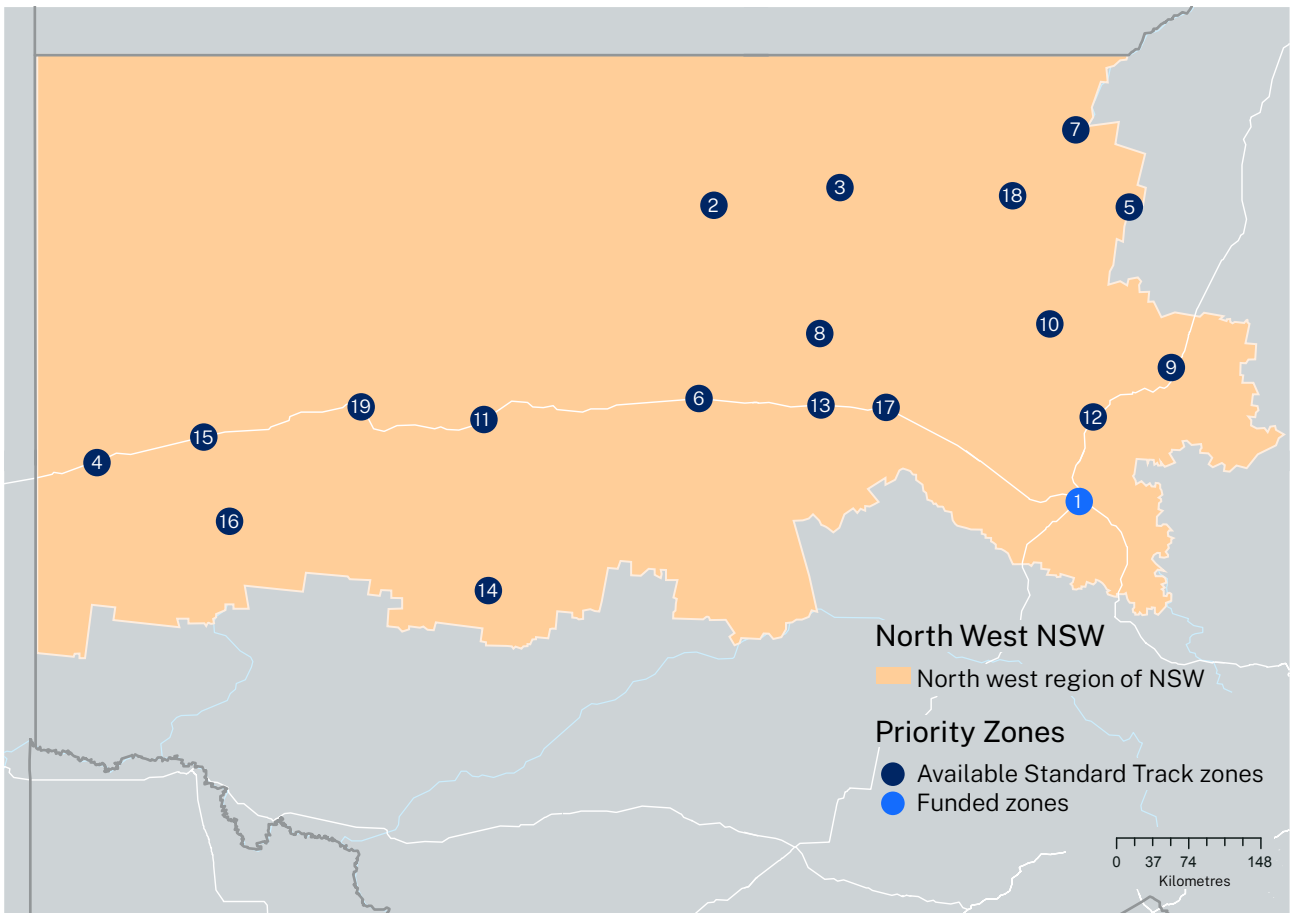 7
3
18
2
5
10
8
9
6
13
19
17
12
11
15
4
1
16
14
North West NSW
North west region of NSW
Priority Zones
Available Standard Track zones
Funded zones
0 37 74 148
Kilometres